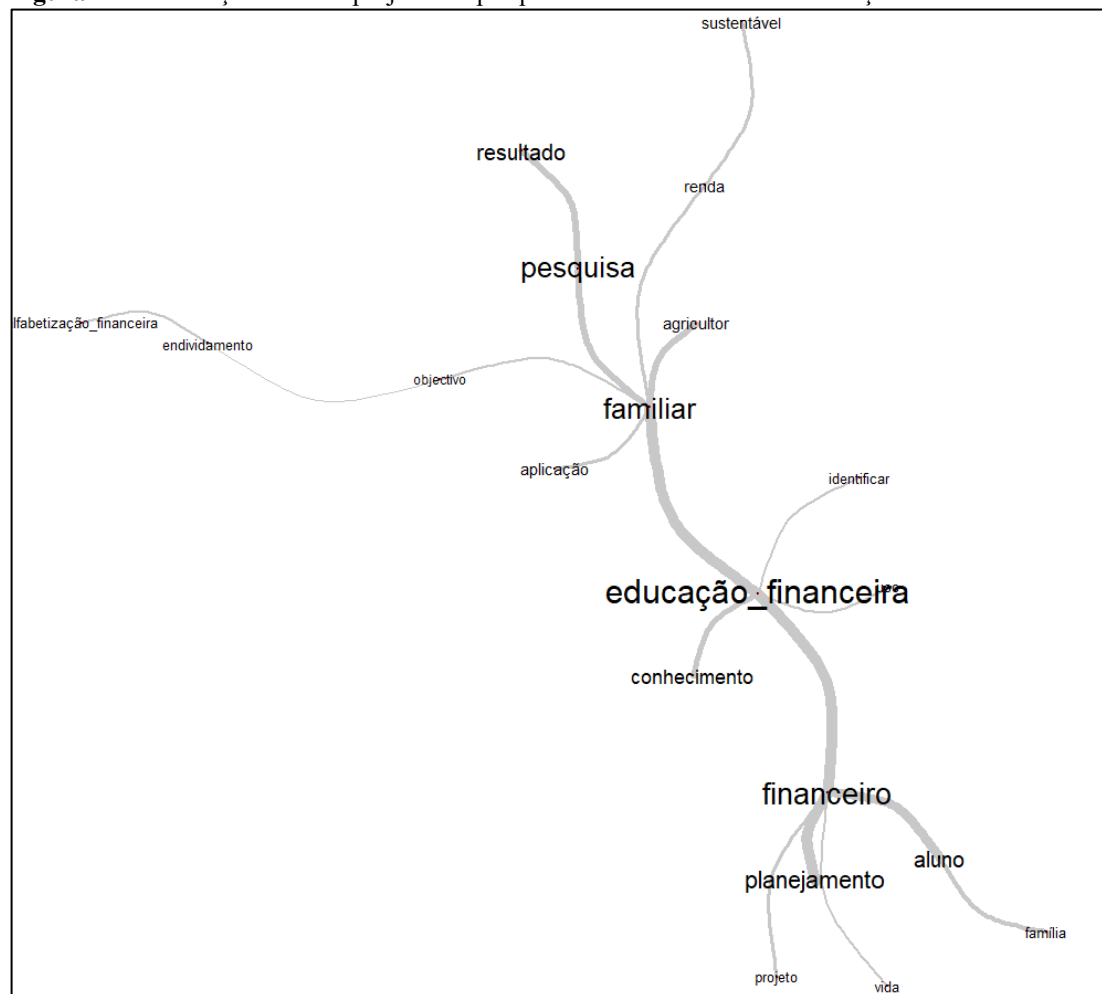 sustentável
resultado
renda
pesquisa
agricultor
lfabetização_financeira
endividamento
objectivo
familiar
aplicação
identificar
educação_financeira
conhecimento
financeiro
aluno
planejamento
família
projeto
vida